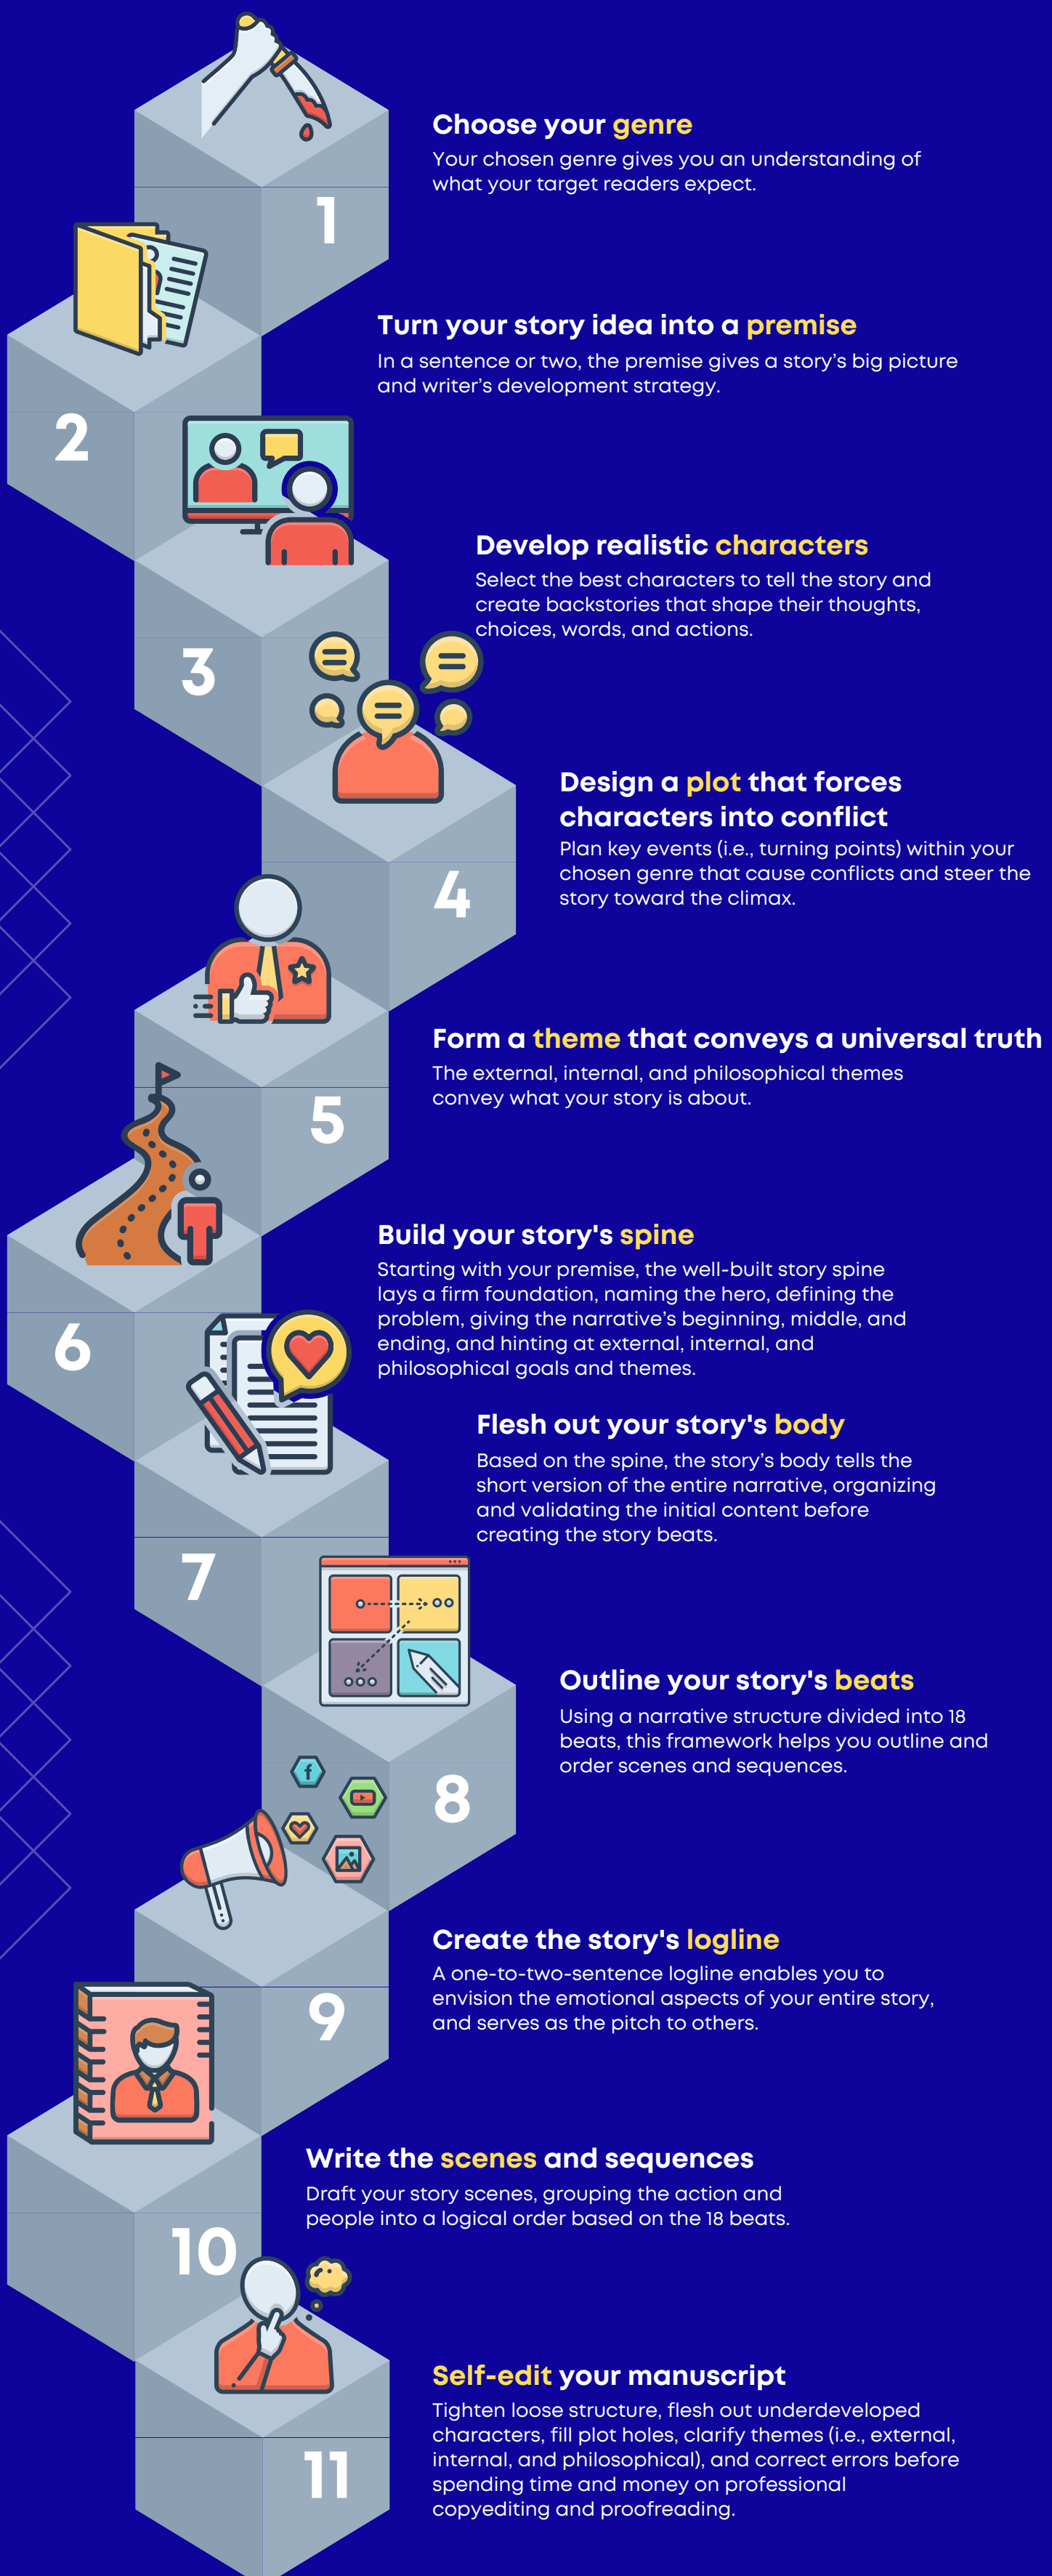 Choose your genre
Your chosen genre gives you an understanding of
what your target readers expect.
1
Turn your story idea into a premise
In a sentence or two, the premise gives a story's big picture
and writer's development strategy.
2
Develop realistic characters
Select the best characters to tell the story and
create backstories that shape their thoughts,
choices, words, and actions.
3
Design a plot that forces
characters into conflict
Plan key events (i.e., turning points) within your
chosen genre that cause conflicts and steer the
story toward the climax.
4
Form a theme that conveys a universal truth
The external, internal, and philosophical themes
convey what your story is about.
5
Build your story's spine
Starting with your premise, the well-built story spine
lays a firm foundation, naming the hero, defining the
problem, giving the narrative's beginning, middle, and
ending, and hinting at external, internal, and
philosophical goals and themes.
6
Flesh out your story's body
Based on the spine, the story's body tells the
short version of the entire narrative, organizing
and validating the initial content before
creating the story beats.
7
Outline your story's beats
Using a narrative structure divided into 18
beats, this framework helps you outline and
order scenes and sequences.
8
Create the story's logline
A one-to-two-sentence logline enables you to
envision the emotional aspects of your entire story,
and serves as the pitch to others.
9
Write the scenes and sequences
Draft your story scenes, grouping the action and
people into a logical order based on the 18 beats.
10
Self-edit your manuscript
Tighten loose structure, flesh out underdeveloped
characters, fill plot holes, clarify themes (i.e., external,
internal, and philosophical), and correct errors before
spending time and money on professional
copyediting and proofreading.
11